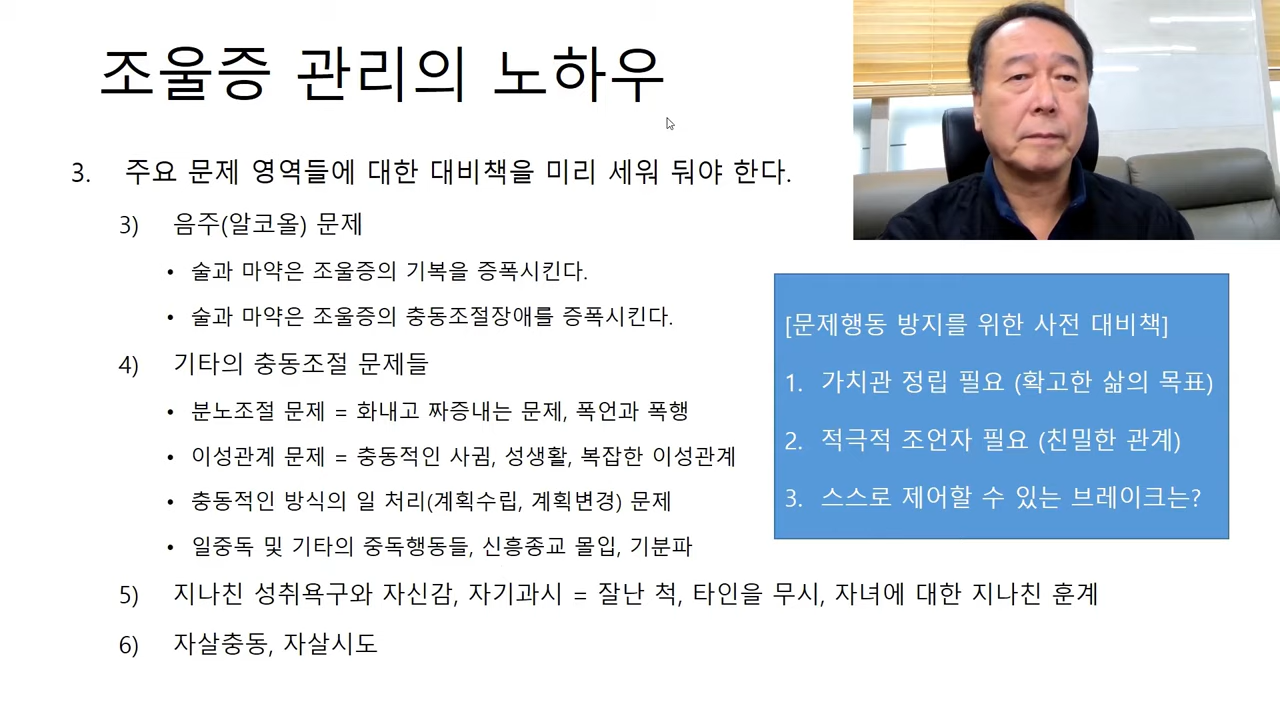 조울증 관리의 노하우
3. 주요 문제 영역들에 대한 대비책을 미리 세워 둬야 한다.
3) 음주(알코올) 문제
• 술과 마약은 조울증의 기복을 증폭시킨다.
• 술과 마약은 조울증의 충동조절장애를 증폭시킨다.
4) 기타의 충동조절 문제들
• 분노조절 문제 = 화내고 짜증내는 문제, 폭언과 폭행
• 이성관계 문제 = 충동적인 사귐, 성생활, 복잡한 이성관계
• 충동적인 방식의 일 처리(계획수립, 계획변경) 문제
• 일중독 및 기타의 중독행동들, 신흥종교 몰입, 기분파
5) 지나친 성취욕구와 자신감, 자기과시 = 잘난 척, 타인을 무시, 자녀에 대한 지나친 훈계
6) 자살충동, 자살시도
[문제행동 방지를 위한 사전 대비책]
1. 가치관 정립 필요 (확고한 삶의 목표)
2. 적극적 조언자 필요 (친밀한 관계)
3. 스스로 제어할 수 있는 브레이크는?